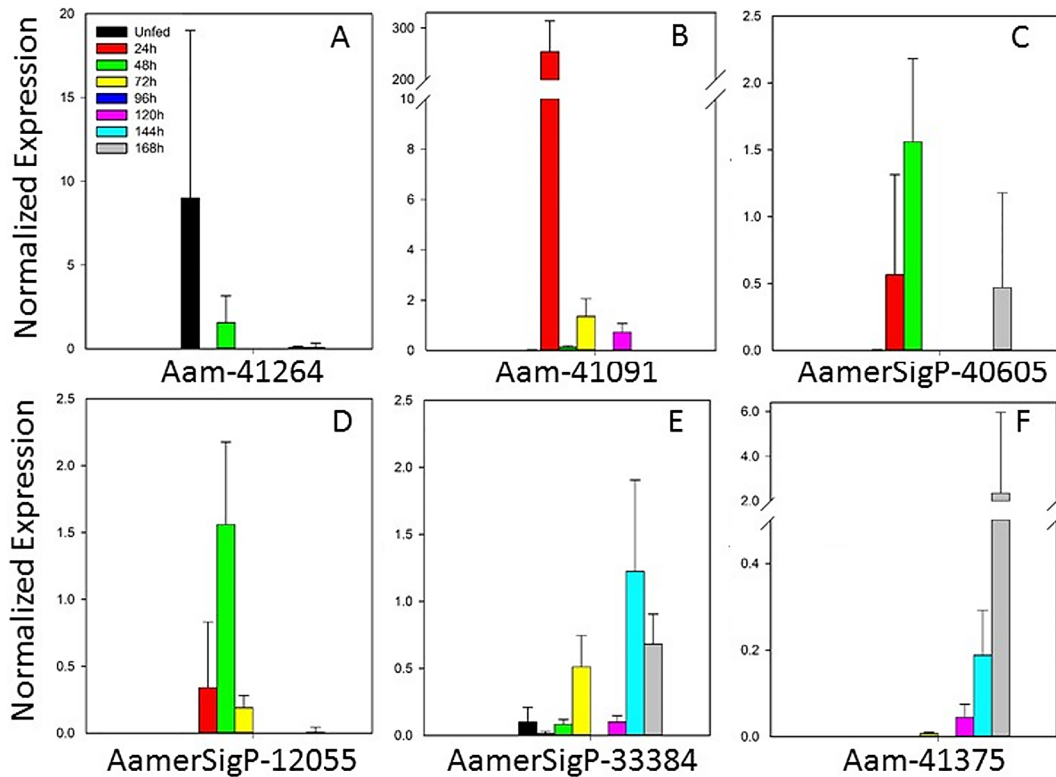 A
20
15
10
5
0
Normalized Expression
Unfed
24h
48h
72h
96h
120h
144h
168h
Aam-41264
B
300
200
10
8
6
4
2
0
Aam-41091
C
2.5
2.0
1.5
1.0
0.5
0.0
AamerSigP-40605
D
2.5
2.0
1.5
1.0
0.5
0.0
Normalized Expression
AamerSigP-12055
E
2.5
2.0
1.5
1.0
0.5
0.0
AamerSigP-33384
F
6.0
4.0
2.0
0.4
0.2
0.0
Aam-41375